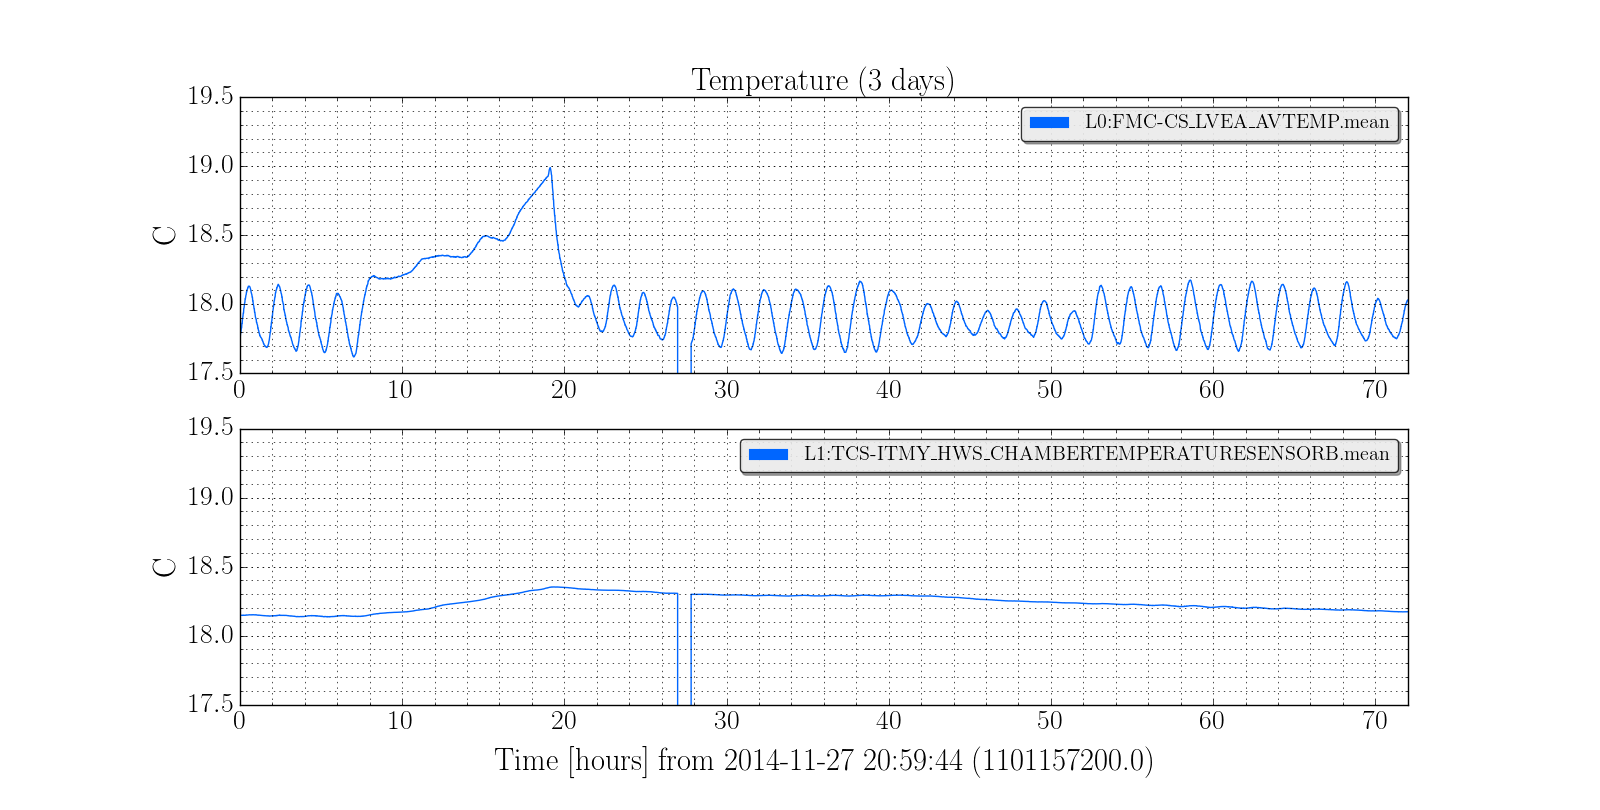 Temperature (3 days)
19.5
L0:FMC-CS_LVEA_AVTEMP.mean
19.0
C
18.5
18.0
17.5
0 10 20 30 40 50 60 70
19.5
L1:TCS-ITMY_HWS_CHAMBERTEMPERATURESENSORB.mean
19.0
C
18.5
18.0
17.5
0 10 20 30 40 50 60 70
Time [hours] from 2014-11-27 20:59:44 (1101157200.0)